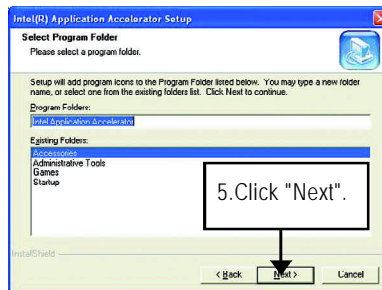 Intel(R) Application Accelerator Setup
Select Program Folder
Please select a program folder.
Setup will add program icons to the Program Folder listed below. You may type a new folder
name, or select one from the existing folders list. Click Next to continue.
Program Folders:
Intel Application Accelerator
Existing Folders:
Accessories
Administrative Tools
Games
Startup
5.Click "Next".
InstallShield
< Back Next > Cancel